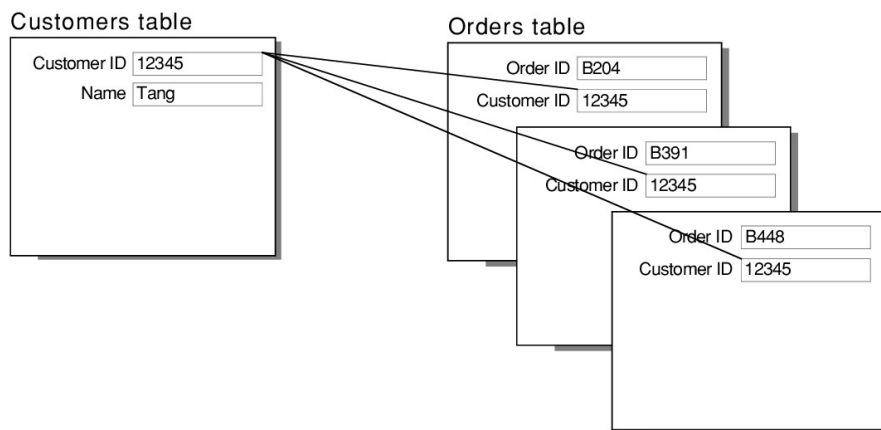 Customers table
Customer ID 12345
Name Tang
Orders table
Order ID B204
Customer ID 12345
Order ID B391
Customer ID 12345
Order ID B448
Customer ID 12345